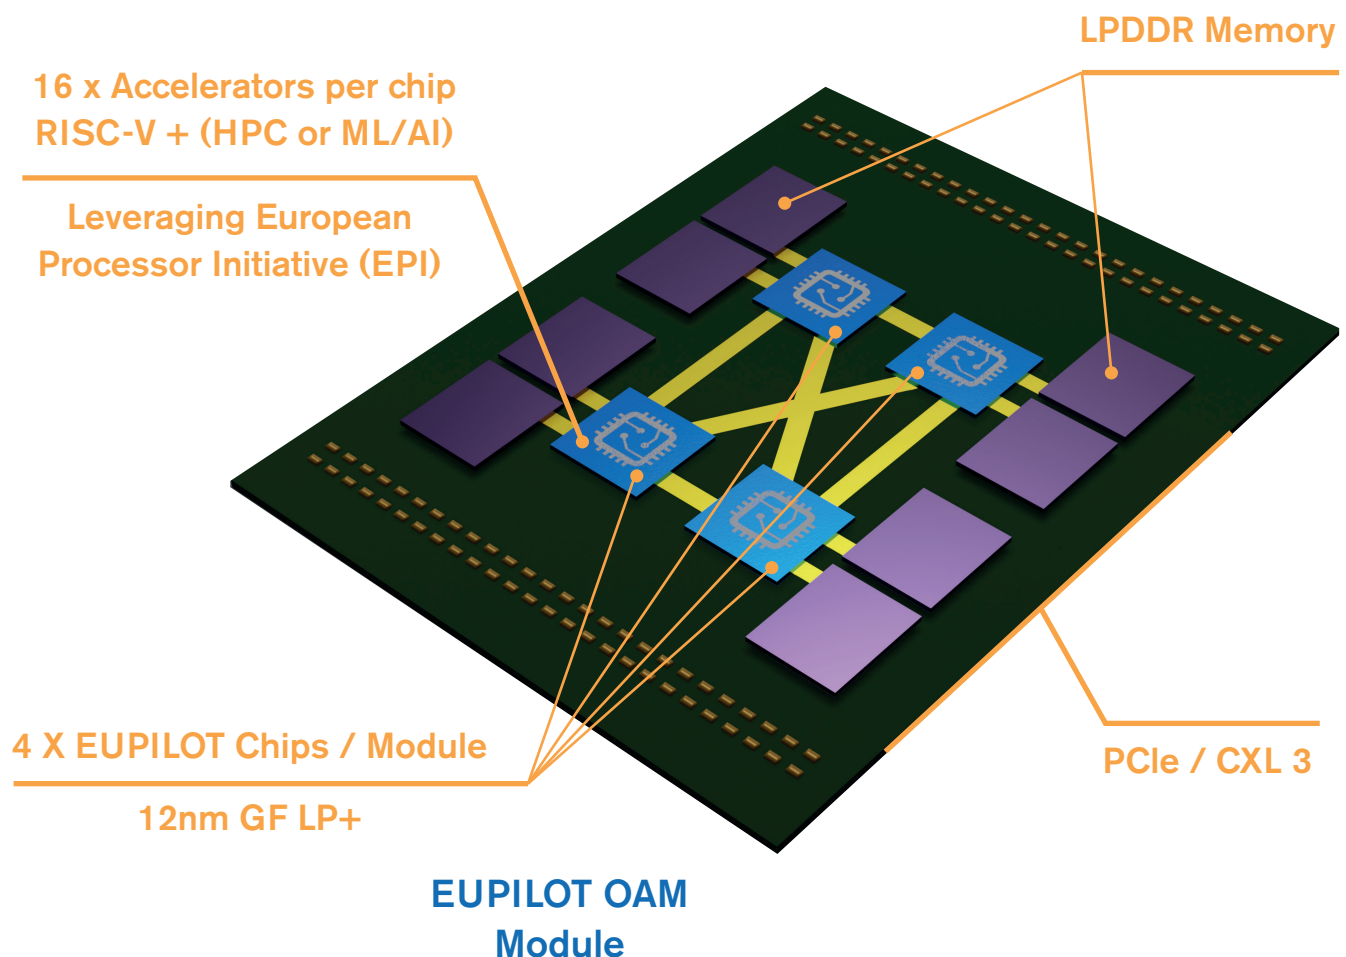 LPDDR Memory
16 x Accelerators per chip
RISC-V + (HPC or ML/AI)
Leveraging European
Processor Initiative (EPI)
4 X EUPILOT Chips / Module
12nm GF LP+
PCIe / CXL 3
EUPILOT OAM
Module